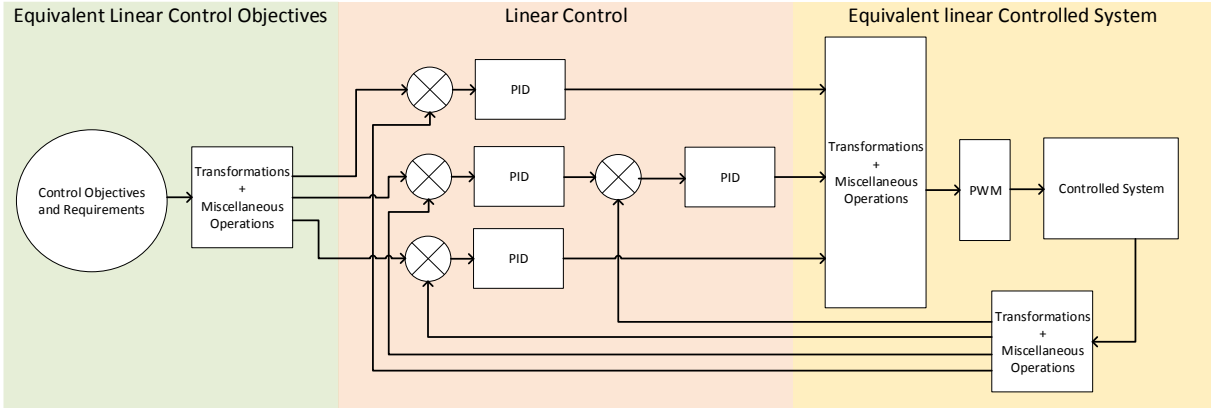 Equivalent Linear Control Objectives
Linear Control
Equivalent linear Controlled System
Control Objectives
and Requirements
Transformations
+
Miscellaneous
Operations
PID
PID
PID
PID
Transformations
+
Miscellaneous
Operations
PWM
Controlled System
Transformations
+
Miscellaneous
Operations